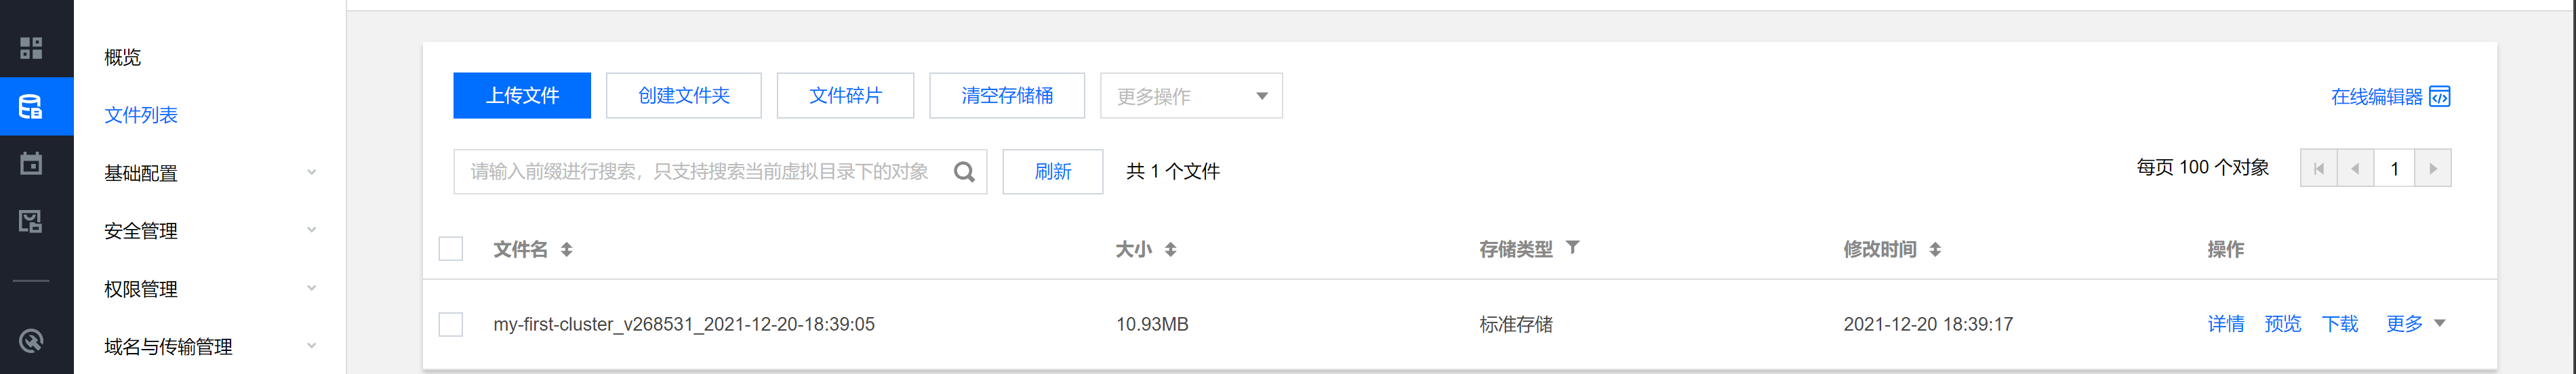 概览
文件列表
基础配置
安全管理
权限管理
域名与传输管理
上传文件 创建文件夹 文件碎片 清空存储桶 更多操作 在线编辑器
请输入前缀进行搜索，只支持搜索当前虚拟目录下的对象 刷新 共 1 个文件 每页 100 个对象 1
文件名 大小 存储类型 修改时间 操作
my-first-cluster_v268531_2021-12-20-18:39:05 10.93MB 标准存储 2021-12-20 18:39:17 详情 预览 下载 更多